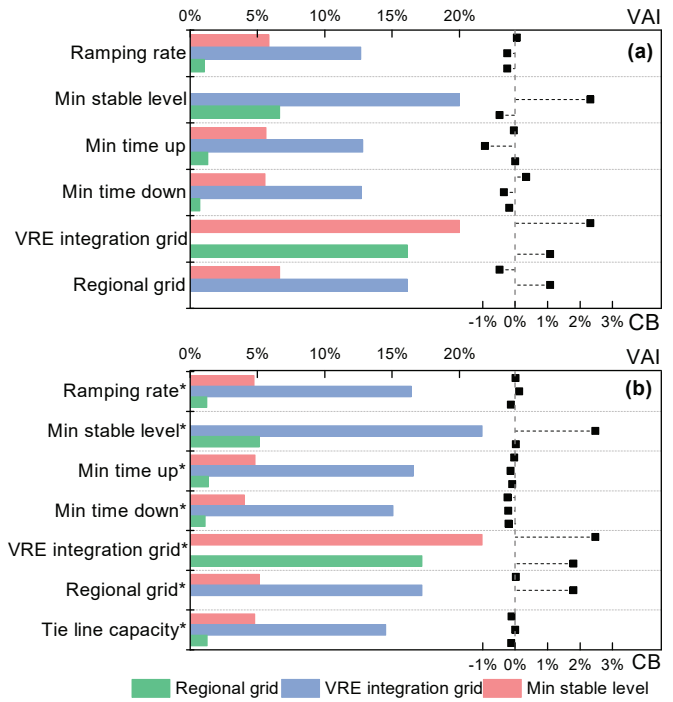 0% 5% 10% 15% 20% VAI
(a)
Ramping rate
Min stable level
Min time up
Min time down
VRE integration grid
Regional grid
-1% 0% 1% 2% 3% CB
0% 5% 10% 15% 20% VAI
(b)
Ramping rate*
Min stable level*
Min time up*
Min time down*
VRE integration grid*
Regional grid*
Tie line capacity*
-1% 0% 1% 2% 3% CB
Regional grid VRE integration grid Min stable level